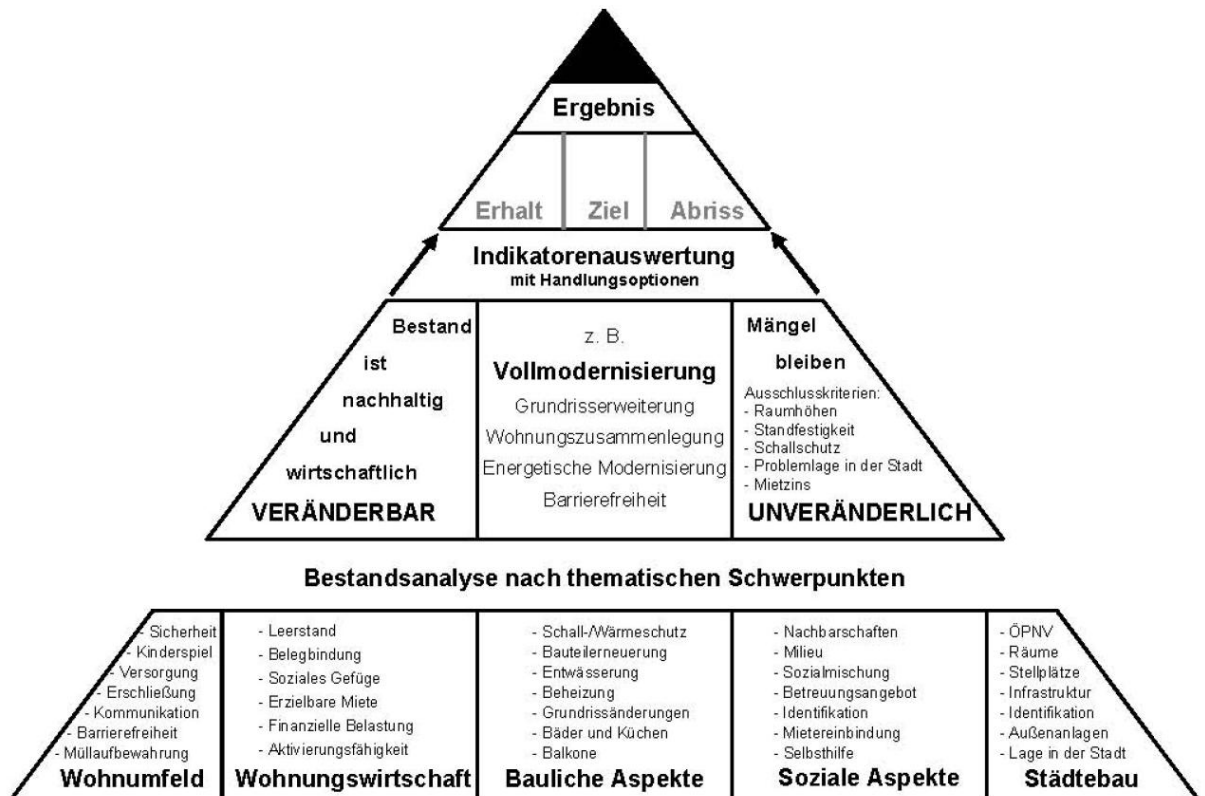 Ergebnis
Erhalt
Ziel
Abriss
Indikatorenauswertung
mit Handlungsoptionen
Bestand
ist
nachhaltig
und
wirtschaftlich
VERÄNDERBAR
z. B.
Vollmodernisierung
Grundrisserweiterung
Wohnungszusammenlegung
Energetische Modernisierung
Barrierefreiheit
Mängel
bleiben
Ausschlusskriterien:
- Raumhöhen
- Standfestigkeit
- Schallschutz
- Problemlage in der Stadt
- Mietzins
UNVERÄNDERLICH
Bestandsanalyse nach thematischen Schwerpunkten
- Sicherheit
- Kinderspiel
- Versorgung
- Erschließung
- Kommunikation
- Barrierefreiheit
- Müllaufbewahrung
Wohnumfeld
- Leerstand
- Belegbindung
- Soziales Gefüge
- Erzielbare Miete
- Finanzielle Belastung
- Aktivierungsfähigkeit
Wohnungswirtschaft
- Schall-/Wärmeschutz
- Bauteilerneuerung
- Entwässerung
- Beheizung
- Grundrissänderungen
- Bäder und Küchen
- Balkone
Bauliche Aspekte
- Nachbarschaften
- Milieu
- Sozialmischung
- Betreuungsangebot
- Identifikation
- Mietereinbindung
- Selbsthilfe
Soziale Aspekte
- ÖPNV
- Räume
- Stellplätze
- Infrastruktur
- Identifikation
- Außenanlagen
- Lage in der Stadt
Städtebau